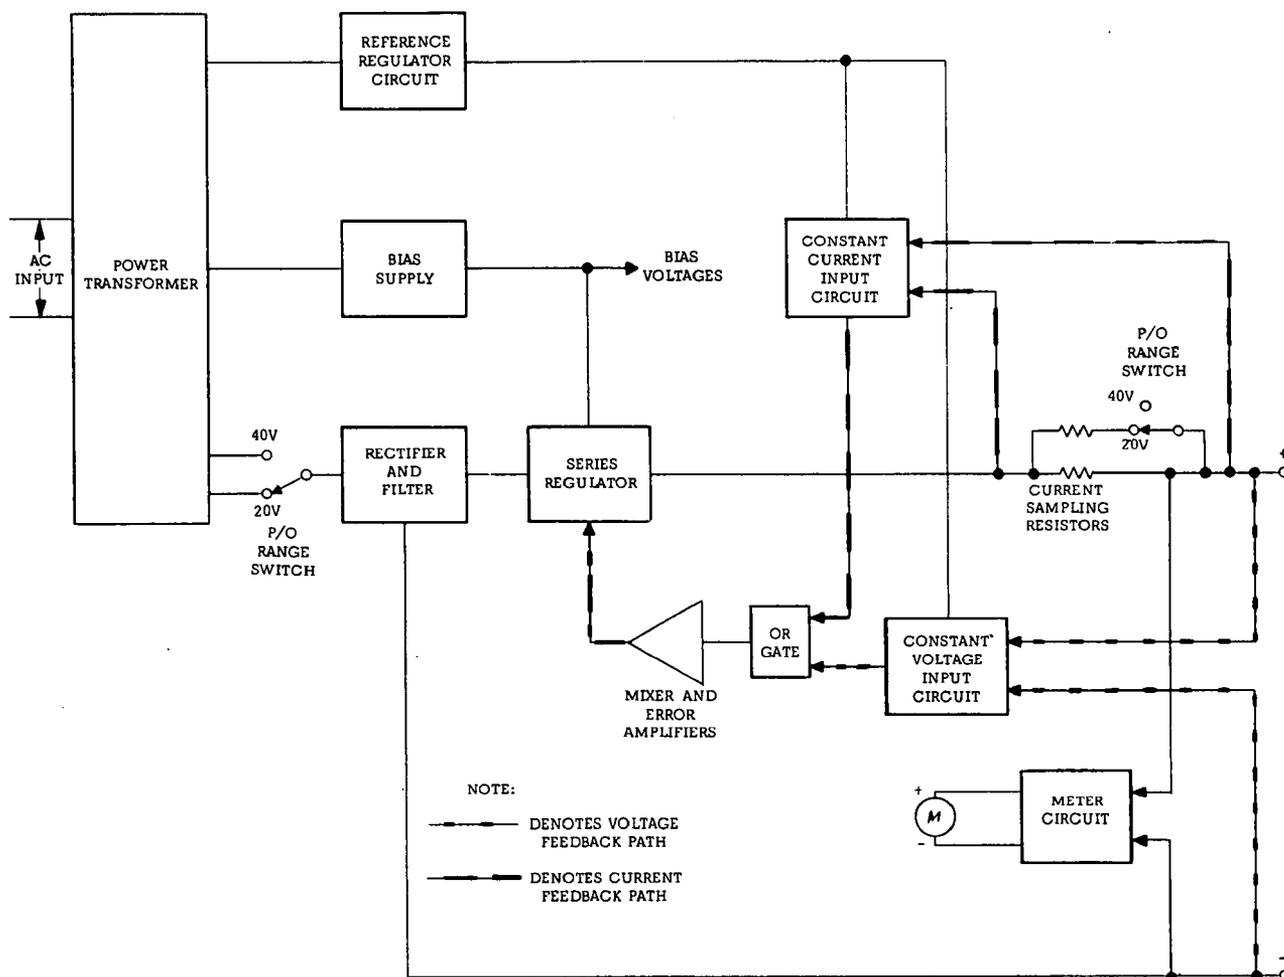 REFERENCE
REGULATOR
CIRCUIT
AC
INPUT
POWER
TRANSFORMER
BIAS
SUPPLY
BIAS
VOLTAGES
CONSTANT
CURRENT
INPUT
CIRCUIT
P/O
RANGE
SWITCH
40V
20V
40V
20V
P/O
RANGE
SWITCH
RECTIFIER
AND
FILTER
SERIES
REGULATOR
CURRENT
SAMPLING
RESISTORS
+
OR
GATE
CONSTANT
VOLTAGE
INPUT
CIRCUIT
MIXER AND
ERROR
AMPLIFIERS
NOTE:
DENOTES VOLTAGE
FEEDBACK PATH
DENOTES CURRENT
FEEDBACK PATH
+
M
-
METER
CIRCUIT
-